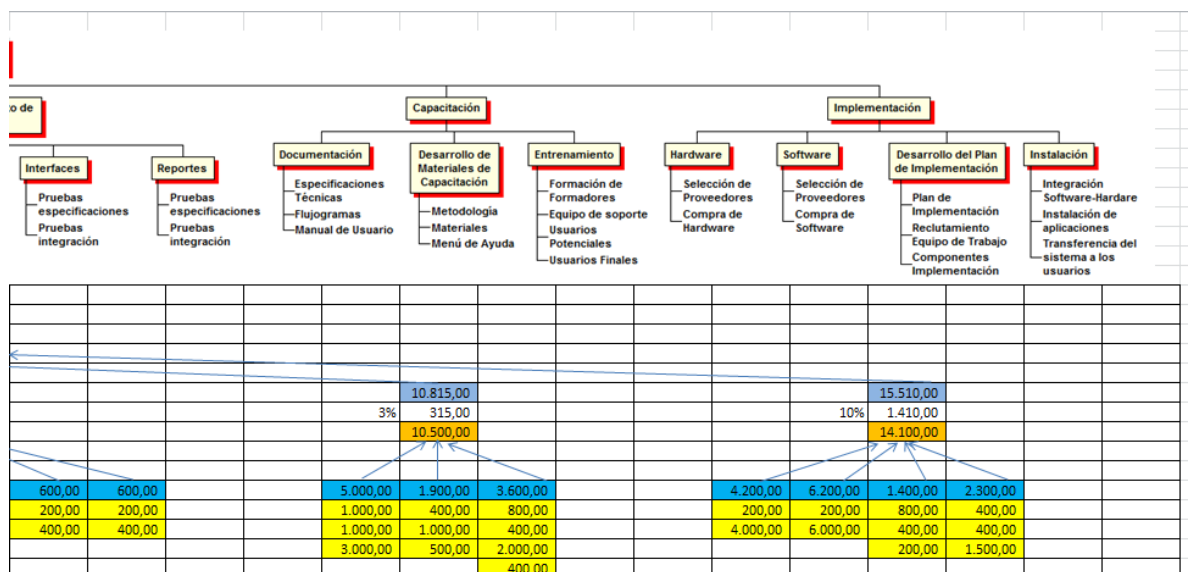 to de
Capacitación
Implementación
Interfaces
Reportes
Documentación
Desarrollo de
Materiales de
Capacitación
Entrenamiento
Hardware
Software
Desarrollo del Plan
de Implementación
Instalación
Pruebas
especificaciones
Pruebas
integración
Pruebas
especificaciones
Pruebas
integración
Especificaciones
Técnicas
Flujogramas
Manual de Usuario
Metodología
Materiales
Menú de Ayuda
Formación de
Formadores
Equipo de soporte
Usuarios
Potenciales
Usuarios Finales
Selección de
Proveedores
Compra de
Hardware
Selección de
Proveedores
Compra de
Software
Plan de
Implementación
Reclutamiento
Equipo de Trabajo
Componentes
Implementación
Integración
Software-Hardare
Instalación de
aplicaciones
Transferencia del
sistema a los
usuarios
10.815,00 15.510,00
3% 315,00 10% 1.410,00
10.500,00 14.100,00
600,00 600,00 5.000,00 1.900,00 3.600,00 4.200,00 6.200,00 1.400,00 2.300,00
200,00 200,00 1.000,00 400,00 800,00 200,00 200,00 800,00 400,00
400,00 400,00 1.000,00 1.000,00 400,00 4.000,00 6.000,00 400,00 400,00
3.000,00 500,00 2.000,00 200,00 1.500,00
400,00